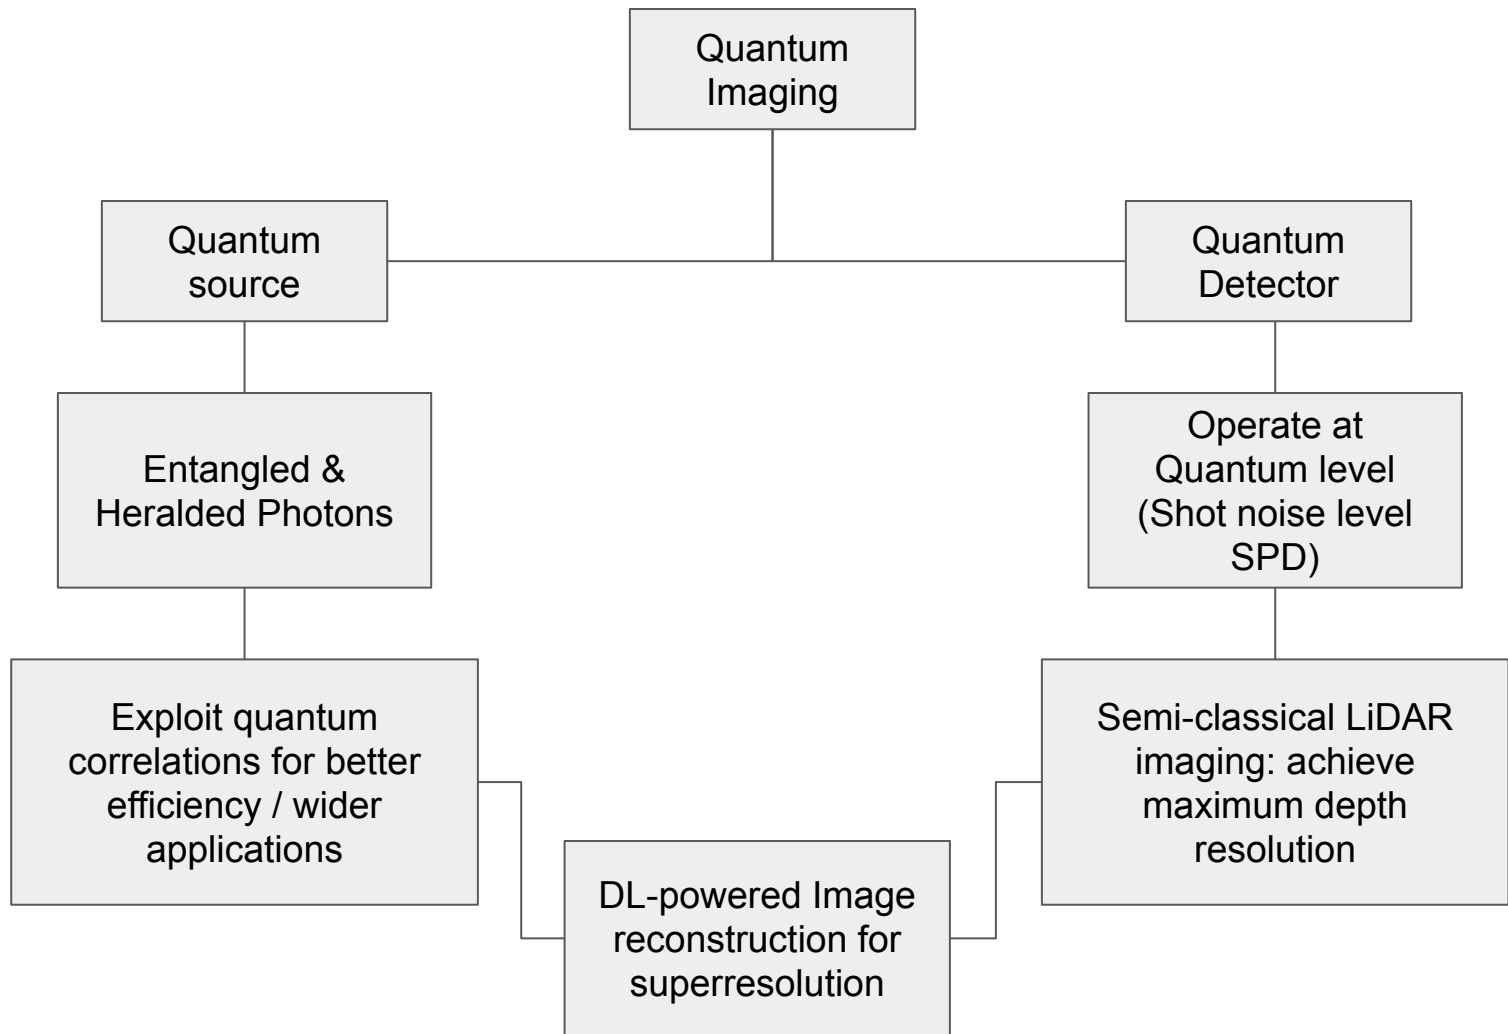 Quantum
Imaging
Quantum
source
Quantum
Detector
Entangled &
Heralded Photons
Operate at
Quantum level
(Shot noise level
SPD)
Exploit quantum
correlations for better
efficiency / wider
applications
Semi-classical LiDAR
imaging: achieve
maximum depth
resolution
DL-powered Image
reconstruction for
superresolution